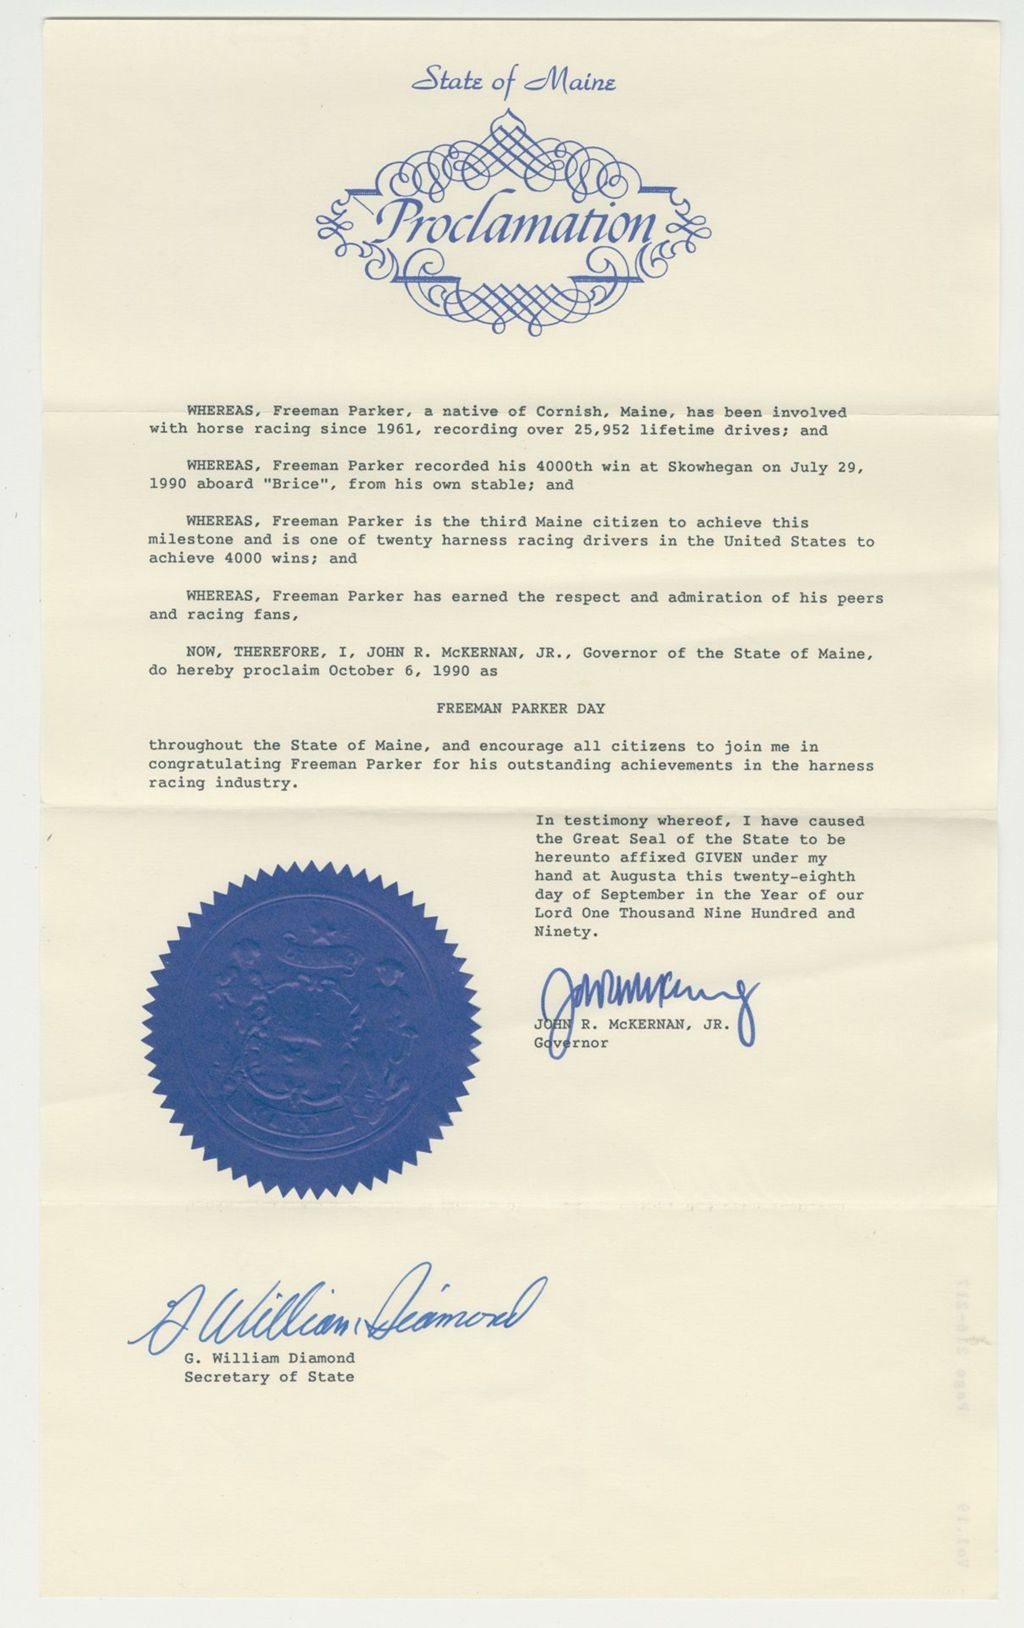 State of Maine
Proclamation
WHEREAS, Freeman Parker, a native of Cornish, Maine, has been involved
with horse racing since 1961, recording over 25,952 lifetime drives; and
WHEREAS, Freeman Parker recorded his 4000th win at Skowhegan on July 29,
1990 aboard "Brice", from his own stable; and
WHEREAS, Freeman Parker is the third Maine citizen to achieve this
milestone and is one of twenty harness racing drivers in the United States to
achieve 4000 wins; and
WHEREAS, Freeman Parker has earned the respect and admiration of his peers
and racing fans,
NOW, THEREFORE, I, JOHN R. McKERNAN, JR., Governor of the State of Maine,
do hereby proclaim October 6, 1990 as
FREEMAN PARKER DAY
throughout the State of Maine, and encourage all citizens to join me in
congratulating Freeman Parker for his outstanding achievements in the harness
racing industry.
In testimony whereof, I have caused
the Great Seal of the State to be
hereunto affixed GIVEN under my
hand at Augusta this twenty-eighth
day of September in the Year of our
Lord One Thousand Nine Hundred and
Ninety.
JOHN R. McKERNAN, JR.
Governor
G William Diamond
G. William Diamond
Secretary of State